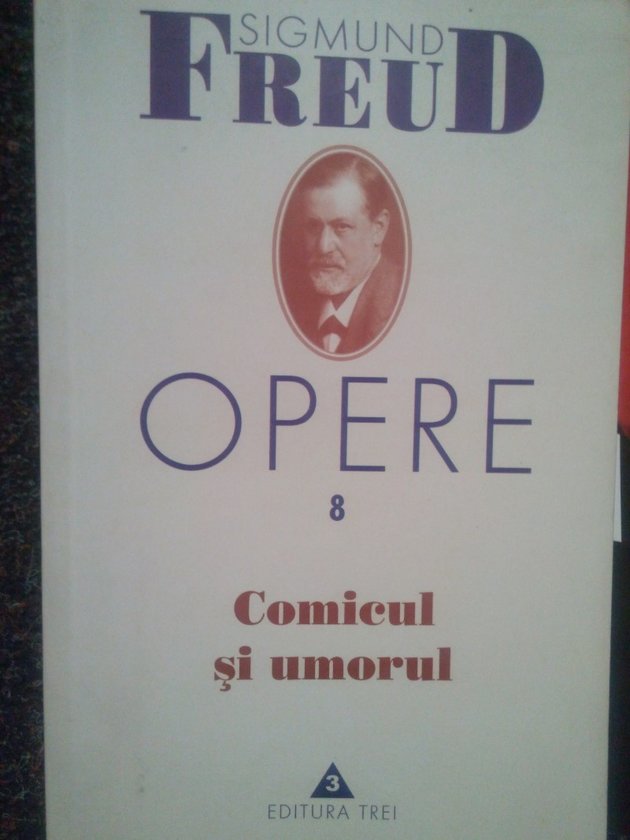 SIGMUND
FREUD
OPERE
8
Comicul
şi umorul
3
EDITURA TREI